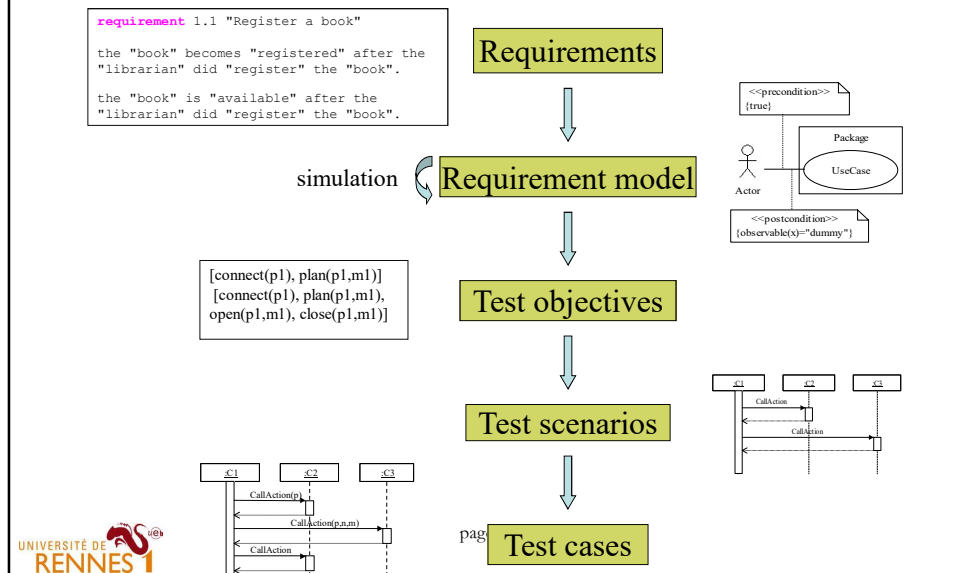 requirement 1.1 "Register a book"
the "book" becomes "registered" after the
"librarian" did "register" the "book".
the "book" is "available" after the
"librarian" did "register" the "book".
Requirements
<<precondition>>
{true}
Package
UseCase
Actor
<<postcondition>>
{observable(x)="dummy"}
simulation
Requirement model
[connect(p1), plan(p1,m1)]
[connect(p1), plan(p1,m1),
open(p1,m1), close(p1,m1)]
Test objectives
:C1
:C2
:C3
CallAction
CallAction
Test scenarios
:C1
:C2
:C3
CallAction(p)
CallAction(p,n,m)
CallAction
pag
Test cases
UNIVERSITÉ DE
RENNES 1
ueb